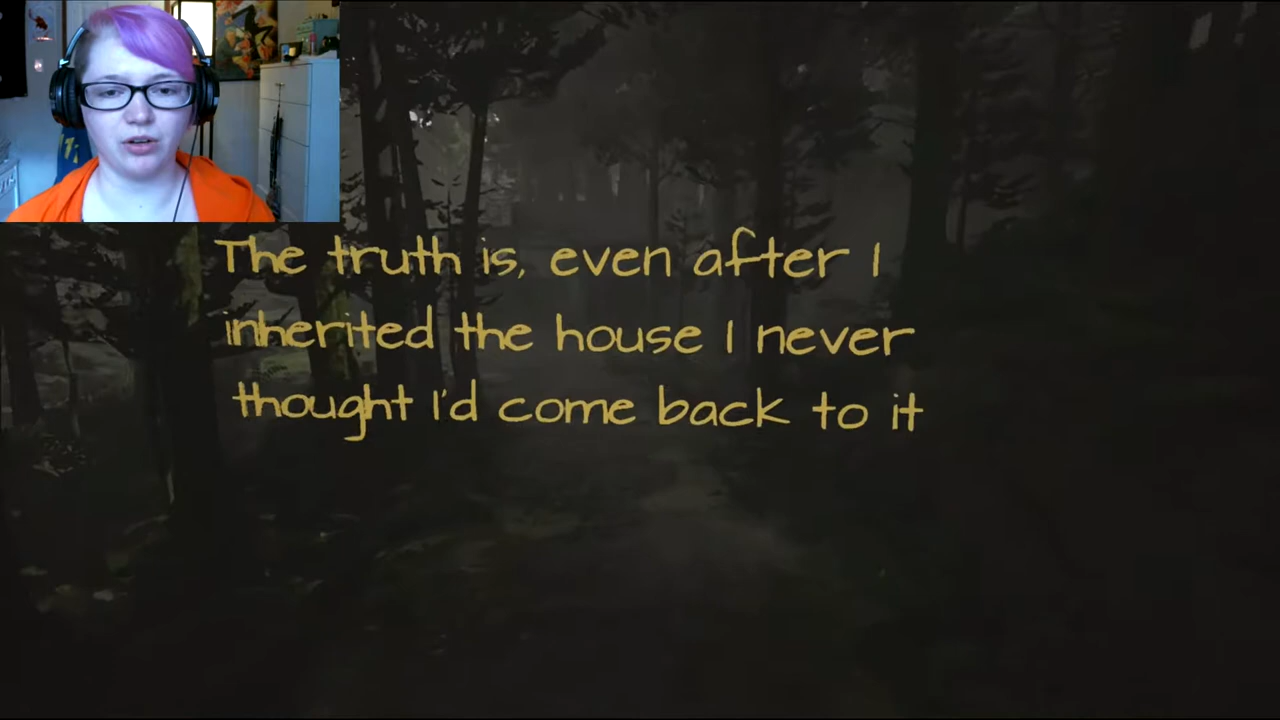 The truth is, even after I
inherited the house I never
thought I'd come back to it